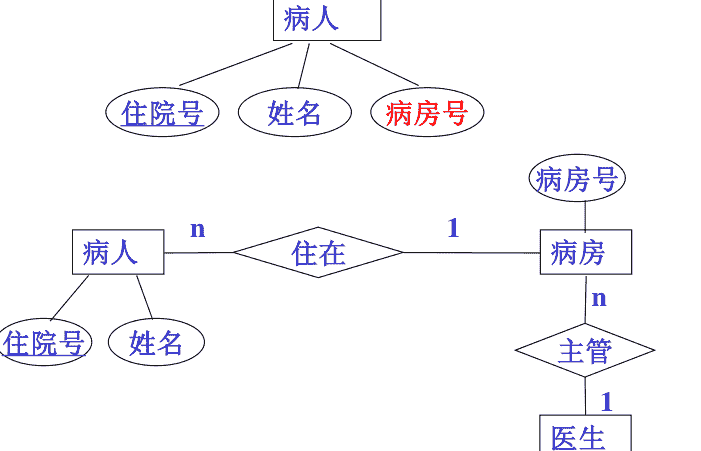 病人
住院号 姓名 病房号
病房号
病人 n 住在 1 病房
n
住院号 姓名 主管
1
医生